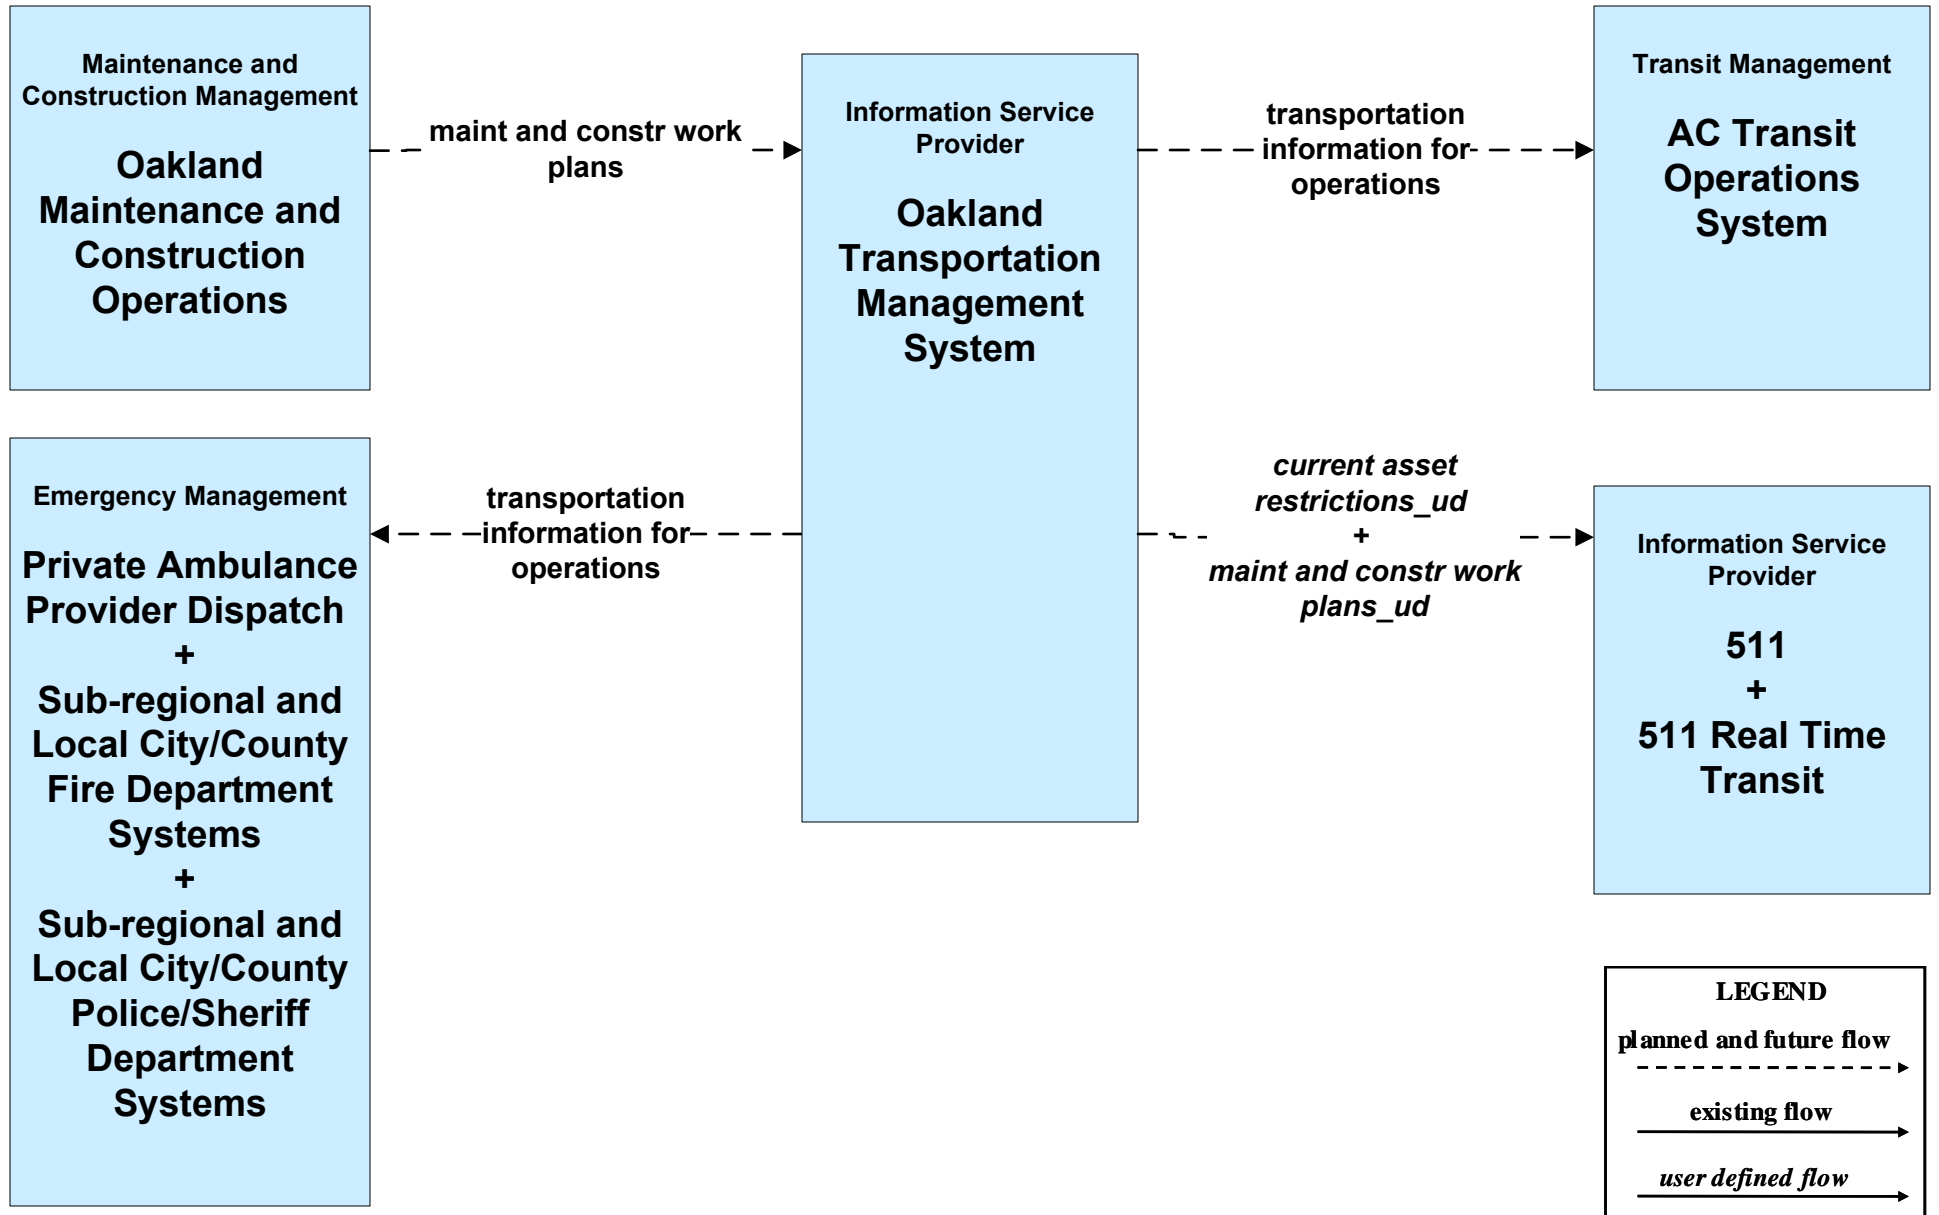 Maintenance and
Construction Management
Oakland
Maintenance and
Construction
Operations
maint and constr work
plans
Information Service
Provider
Oakland
Transportation
Management
System
transportation
information for
operations
Transit Management
AC Transit
Operations
System
Emergency Management
Private Ambulance
Provider Dispatch
+
Sub-regional and
Local City/County
Fire Department
Systems
+
Sub-regional and
Local City/County
Police/Sheriff
Department
Systems
transportation
information for
operations
current asset
restrictions_ud
+
maint and constr work
plans_ud
Information Service
Provider
511
+
511 Real Time
Transit
LEGEND
planned and future flow
existing flow
user defined flow